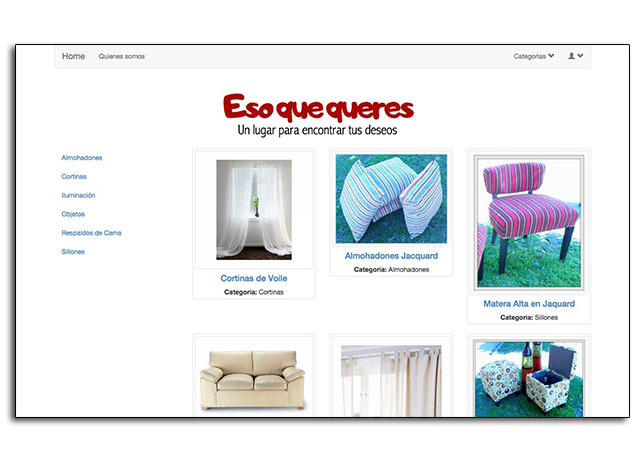 Home Quienes somos Categorias
Eso que queres
Un lugar para encontrar tus deseos
Almohadones
Cortinas
Iluminación
Objetos
Respaldos de Cama
Sillones
Cortinas de Voile
Categoria: Cortinas
Almohadones Jacquard
Categoria: Almohadones
Matera Alta en Jaquard
Categoria: Sillones